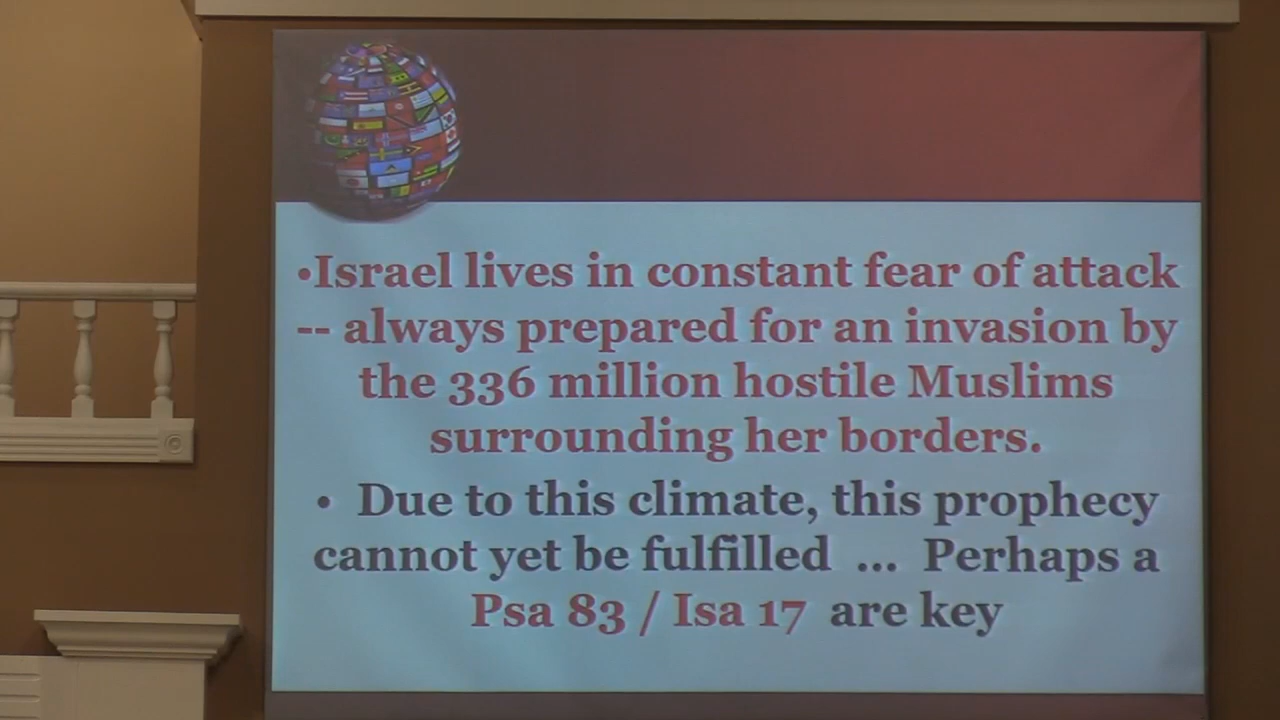 •Israel lives in constant fear of attack
-- always prepared for an invasion by
the 336 million hostile Muslims
surrounding her borders.
• Due to this climate, this prophecy
cannot yet be fulfilled ... Perhaps a
Psa 83 / Isa 17 are key